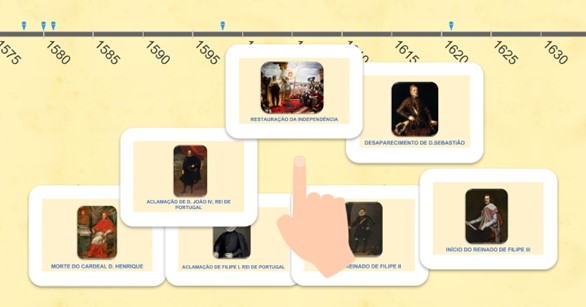 1575
1580
1585
1590
1595
1615
1620
1625
1630
RESTAURAÇÃO DA INDEPENDÊNCIA
DESAPARECIMENTO DE D.SEBASTIÃO
ACLAMAÇÃO DE D. JOÃO IV, REI DE
PORTUGAL
MORTE DO CARDEAL D. HENRIQUE
ACLAMAÇÃO DE FILIPE I, REI DE PORTUGAL
REINADO DE FILIPE II
INÍCIO DO REINADO DE FILIPE III